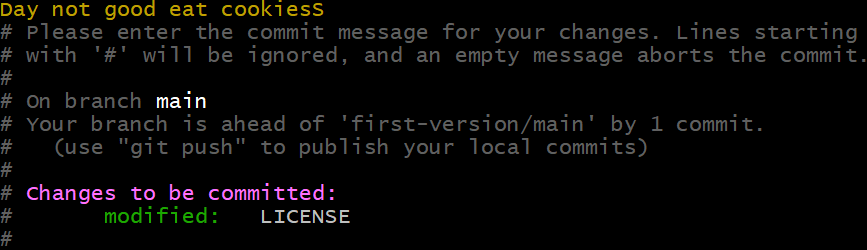 Day not good eat cookiesS
# Please enter the commit message for your changes. Lines starting
# with '#' will be ignored, and an empty message aborts the commit.
#
# On branch main
# Your branch is ahead of 'first-version/main' by 1 commit.
#   (use "git push" to publish your local commits)
#
# Changes to be committed:
#       modified:   LICENSE
#